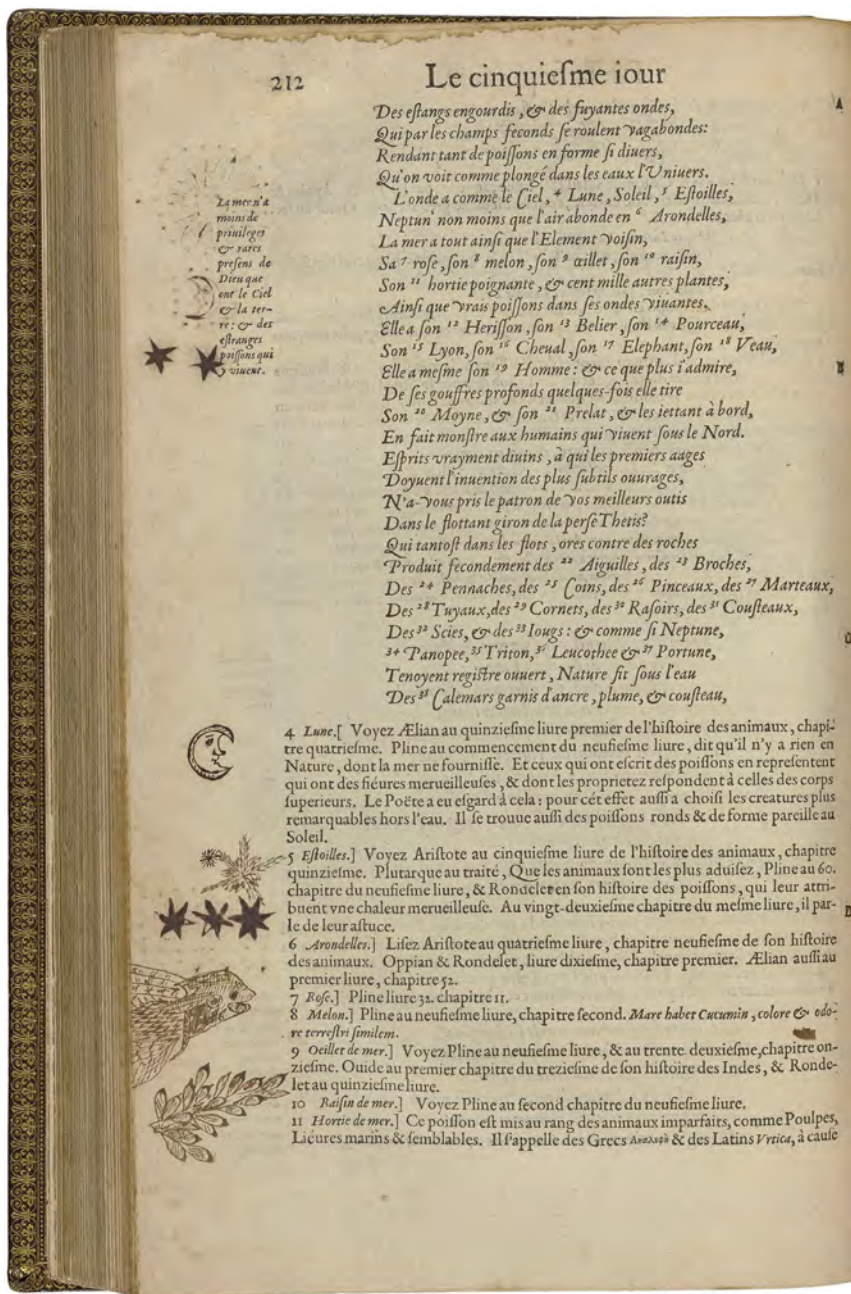 212
Le cinquieſme iour
Des eſtangs engourdis, & des fuyantes ondes,
Qui par les champs feconds ſe roulent vagabondes:
Rendant tant de poiſſons en forme ſi diuers,
Qu'on voit comme plongé dans les eaux l'Vniuers.
L'onde a comme le Ciel, 4 Lune, Soleil, 5 Eſtoilles,
Neptun' non moins que l'air abonde en 6 Arondelles,
La mer a tout ainſi que l'Element voiſin,
Sa 7 roſe, ſon 8 melon, ſon 9 œillet, ſon 10 raiſin,
Son 11 hortie poignante, & cent mille autres plantes,
Ainſi que vrais poiſſons dans ſes ondes viuantes.
Elle a ſon 12 Heriſſon, ſon 13 Belier, ſon 14 Pourceau,
Son 15 Lyon, ſon 16 Cheual, ſon 17 Elephant, ſon 18 Veau,
Elle a meſme ſon 19 Homme: & ce que plus i'admire,
De ſes gouffres profonds quelques-fois elle tire
Son 20 Moyne, & ſon 21 Prelat, & les iettant à bord,
En fait monſtre aux humains qui viuent ſous le Nord.
Eſprits vrayment diuins, à qui les premiers aages
Doyuent l'inuention des plus ſubtils ouurages,
N'a-vous pris le patron de vos meilleurs outis
Dans le flottant giron de la perſe Thetis?
Qui tantoſt dans les flots, ores contre des roches
Produit fecondement des 22 Aiguilles, des 23 Broches,
Des 24 Pennaches, des 25 Coins, des 26 Pinceaux, des 27 Marteaux,
Des 28 Tuyaux, des 29 Cornets, des 30 Raſoirs, des 31 Couſteaux,
Des 32 Scies, & des 33 Iougs: & comme ſi Neptune,
34 Panopee, 35 Triton, 36 Leucothee & 37 Portune,
Tenoyent regiſtre ouuert, Nature fit ſous l'eau
Des 38 Calemars garnis d'ancre, plume, & couſteau,
La mer n'a
moins de
priuileges
& rares
preſens de
Dieu que
ont le Ciel
& la ter-
re: & des
eſtranges
poiſſons qui
y viuent.
A
B
C
D
4 Lune.[ Voyez Ælian au quinzieſme liure premier de l'hiſtoire des animaux, chapi-
tre quatrieſme. Pline au commencement du neufieſme liure, dit qu'il n'y a rien en
Nature, dont la mer ne fourniſſe. Et ceux qui ont eſcrit des poiſſons en repreſentent
qui ont des figures merueilleuſes, & dont les proprietez reſpondent à celles des corps
ſuperieurs. Le Poëte a eu eſgard à cela: pour cét effet auſſi a choiſi les creatures plus
remarquables hors l'eau. Il ſe trouue auſſi des poiſſons ronds & de forme pareille au
Soleil.
5 Eſtoilles.] Voyez Ariſtote au cinquieſme liure de l'hiſtoire des animaux, chapitre
quinzieſme. Plutarque au traité, Que les animaux ſont les plus aduiſez, Pline au 60.
chapitre du neufieſme liure, & Rondelet en ſon hiſtoire des poiſſons, qui leur attri-
buent vne chaleur merueilleuſe. Au vingt-deuxieſme chapitre du meſme liure, il par-
le de leur aſtuce.
6 Arondelles.] Liſez Ariſtote au quatrieſme liure, chapitre neufieſme de ſon hiſtoire
des animaux. Oppian & Rondelet, liure dixieſme, chapitre premier. Ælian auſſi au
premier liure, chapitre 52.
7 Roſe.] Pline liure 32. chapitre 11.
8 Melon.] Pline au neufieſme liure, chapitre ſecond. Mare habet Cucumin, colore & odo-
re terreſtri ſimilem.
9 Oeillet de mer.] Voyez Pline au neufieſme liure, & au trente-deuxieſme, chapitre on-
zieſme. Ouide au premier chapitre du trezieſme de ſon hiſtoire des Indes, & Ronde-
let au quinzieſme liure.
10 Raiſin de mer.] Voyez Pline au ſecond chapitre du neufieſme liure.
11 Hortie de mer.] Ce poiſſon eſt mis au rang des animaux imparfaits, comme Poulpes,
Liéures marins & ſemblables. Il ſ'appelle des Grecs & des Latins Vrtica, à cauſe